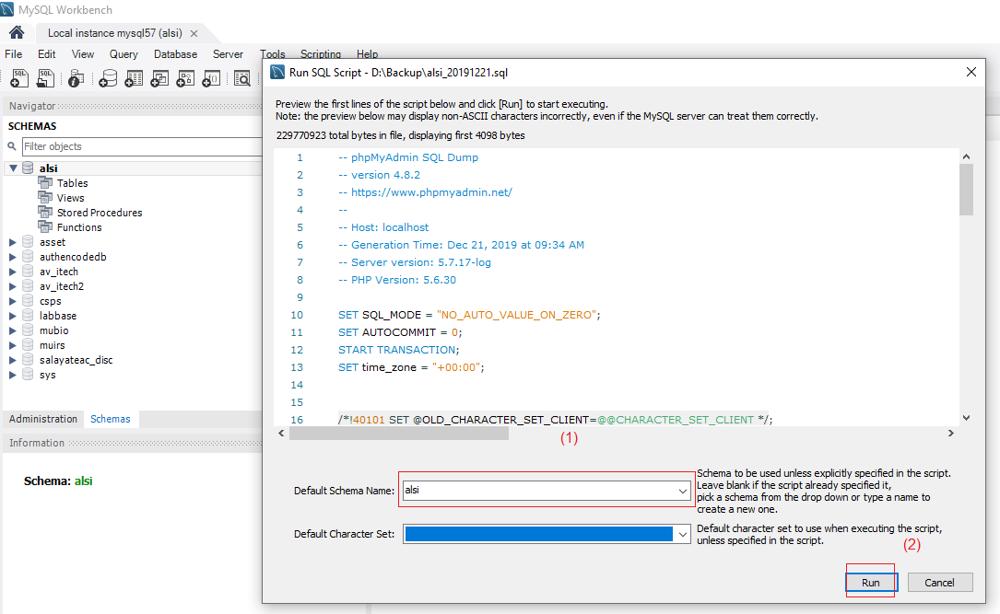 MySQL Workbench
Local instance mysql57 (alsi) ×
File Edit View Query Database Server Tools Scripting Help
Navigator
SCHEMAS
Filter objects
alsi
Tables
Views
Stored Procedures
Functions
asset
authencodedb
av_itech
av_itech2
csps
labbase
mubio
muirs
salayateac_disc
sys
Administration Schemas
Information
Schema: alsi
Run SQL Script - D:\Backup\alsi_20191221.sql
Preview the first lines of the script below and click [Run] to start executing.
Note: the preview below may display non-ASCII characters incorrectly, even if the MySQL server can treat them correctly.
229770923 total bytes in file, displaying first 4098 bytes
1 -- phpMyAdmin SQL Dump
2 -- version 4.8.2
3 -- https://www.phpmyadmin.net/
4 --
5 -- Host: localhost
6 -- Generation Time: Dec 21, 2019 at 09:34 AM
7 -- Server version: 5.7.17-log
8 -- PHP Version: 5.6.30
9
10 SET SQL_MODE = "NO_AUTO_VALUE_ON_ZERO";
11 SET AUTOCOMMIT = 0;
12 START TRANSACTION;
13 SET time_zone = "+00:00";
14
15
16 /*!40101 SET @OLD_CHARACTER_SET_CLIENT=@@CHARACTER_SET_CLIENT */;
(1)
Default Schema Name: alsi
Schema to be used unless explicitly specified in the script.
Leave blank if the script already specified it,
pick a schema from the drop down or type a name to
create a new one.
Default Character Set:
Default character set to use when executing the script,
unless specified in the script.
(2)
Run Cancel